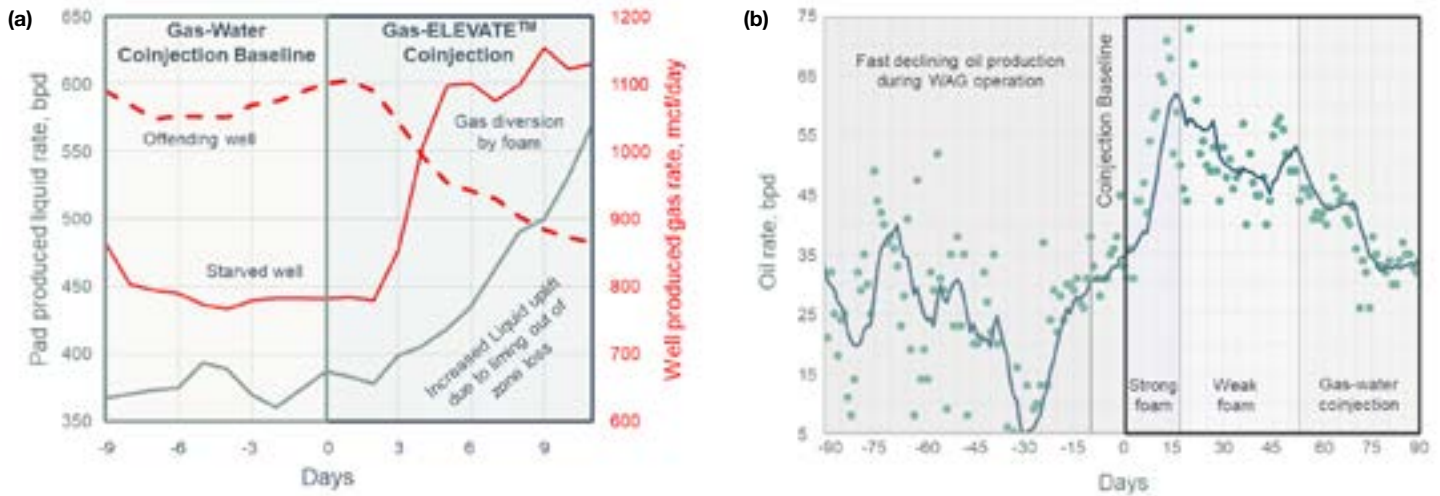 (a)
Pad produced liquid rate, bpd
650
600
550
500
450
400
350
Gas-Water
Coinjection Baseline
Gas-ELEVATE™
Coinjection
Offending well
Starved well
Gas diversion
by foam
Increased Liquid uplift
due to limiting out of
zone loss
1200
1100
1000
900
800
700
600
Well produced gas rate, mcf/day
-9
-6
-3
0
3
6
9
Days
(b)
Oil rate, bpd
75
65
55
45
35
25
15
5
Fast declining oil production
during WAG operation
Coinjection Baseline
Strong
foam
Weak
foam
Gas-water
coinjection
-90
-75
-60
-45
-30
-15
0
15
30
45
60
75
90
Days